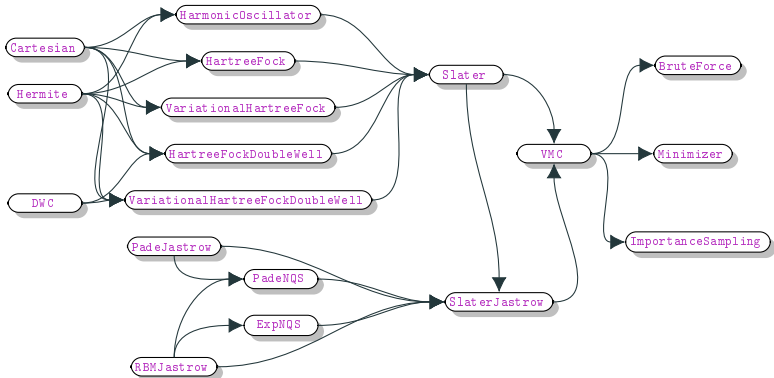 HarmonicOscillator
Cartesian
HartreeFock
Slater
BruteForce
Hermite
VariationalHartreeFock
HartreeFockDoubleWell
VMC
Minimizer
DWC
VariationalHartreeFockDoubleWell
PadeJastrow
ImportanceSampling
PadeNQS
SlaterJastrow
ExpNQS
RBMJastrow